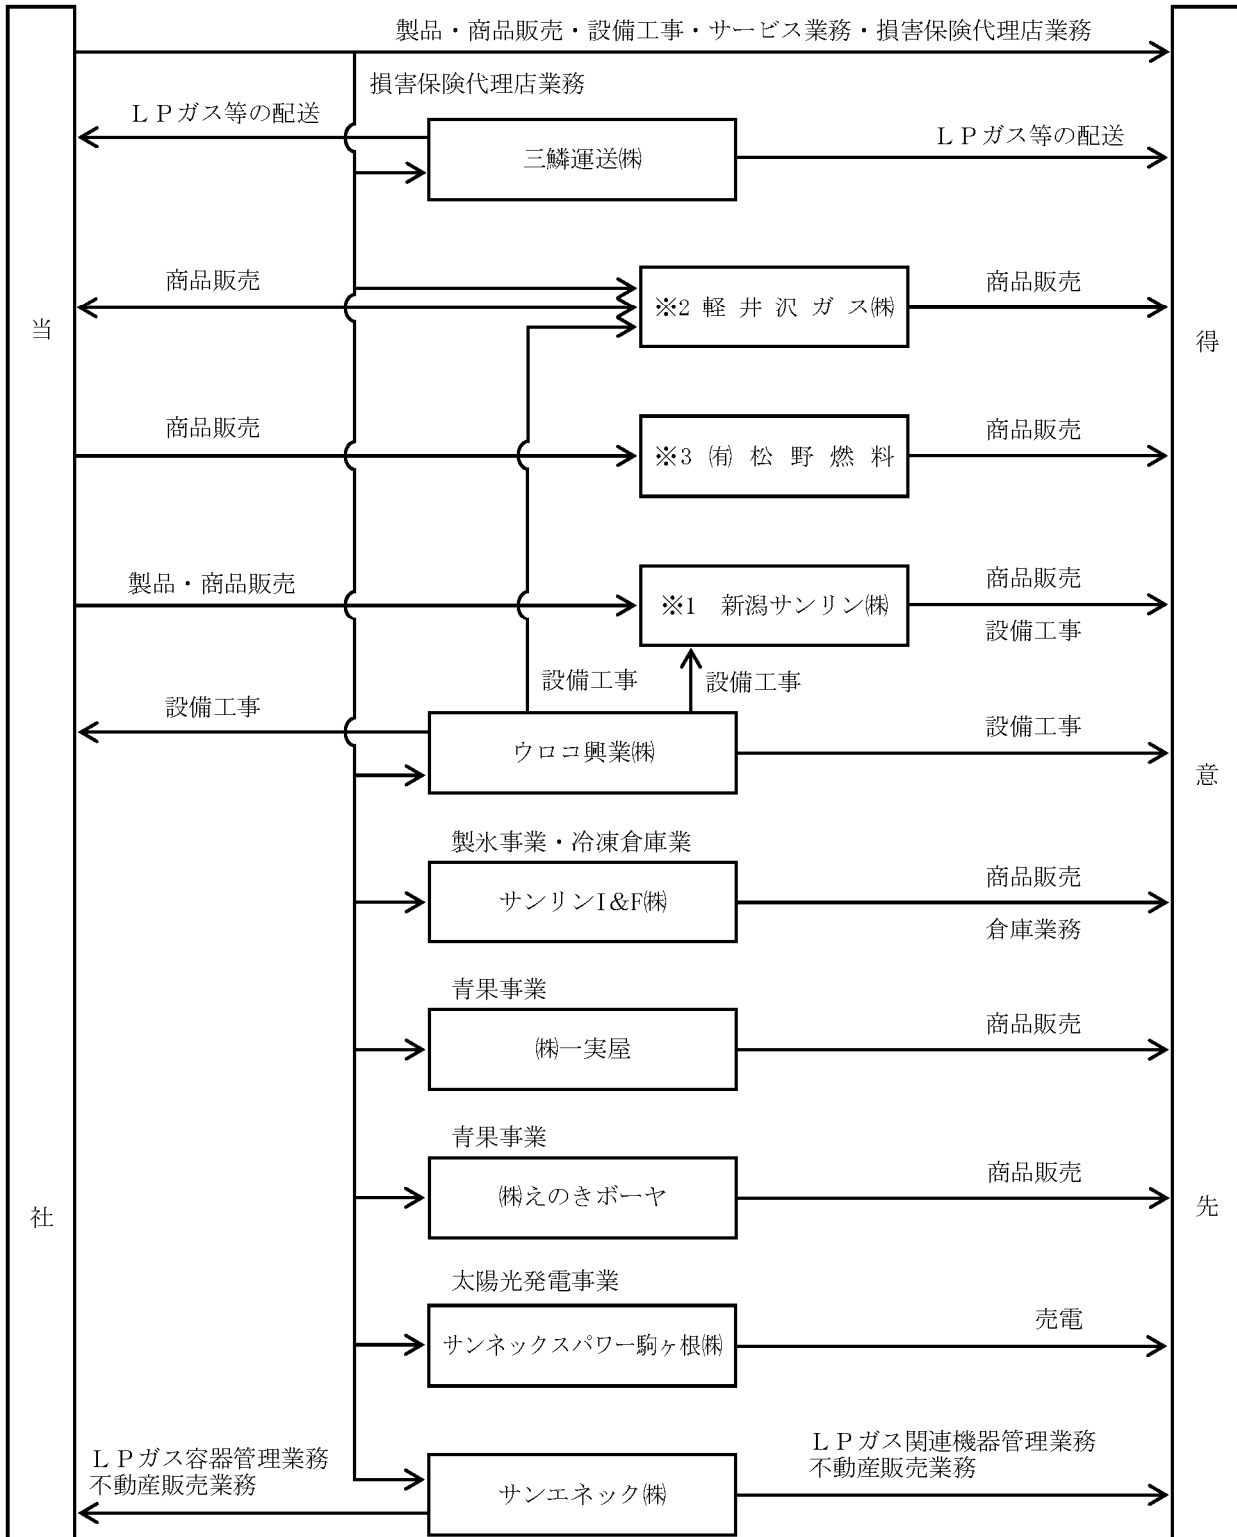 製品・商品販売・設備工事・サービス業務・損害保険代理店業務
損害保険代理店業務
ＬＰガス等の配送
三鱗運送㈱
ＬＰガス等の配送
商品販売
※2 軽 井 沢 ガ ス㈱
商品販売
当
得
商品販売
※3 ㈲ 松 野 燃 料
商品販売
製品・商品販売
※1　新潟サンリン㈱
商品販売
設備工事
設備工事
設備工事
設備工事
ウロコ興業㈱
設備工事
意
製氷事業・冷凍倉庫業
サンリンI＆F㈱
商品販売
倉庫業務
青果事業
㈱一実屋
商品販売
青果事業
㈱えのきボーヤ
商品販売
社
先
太陽光発電事業
サンネックスパワー駒ヶ根㈱
売電
ＬＰガス容器管理業務
不動産販売業務
サンエネック㈱
ＬＰガス関連機器管理業務
不動産販売業務